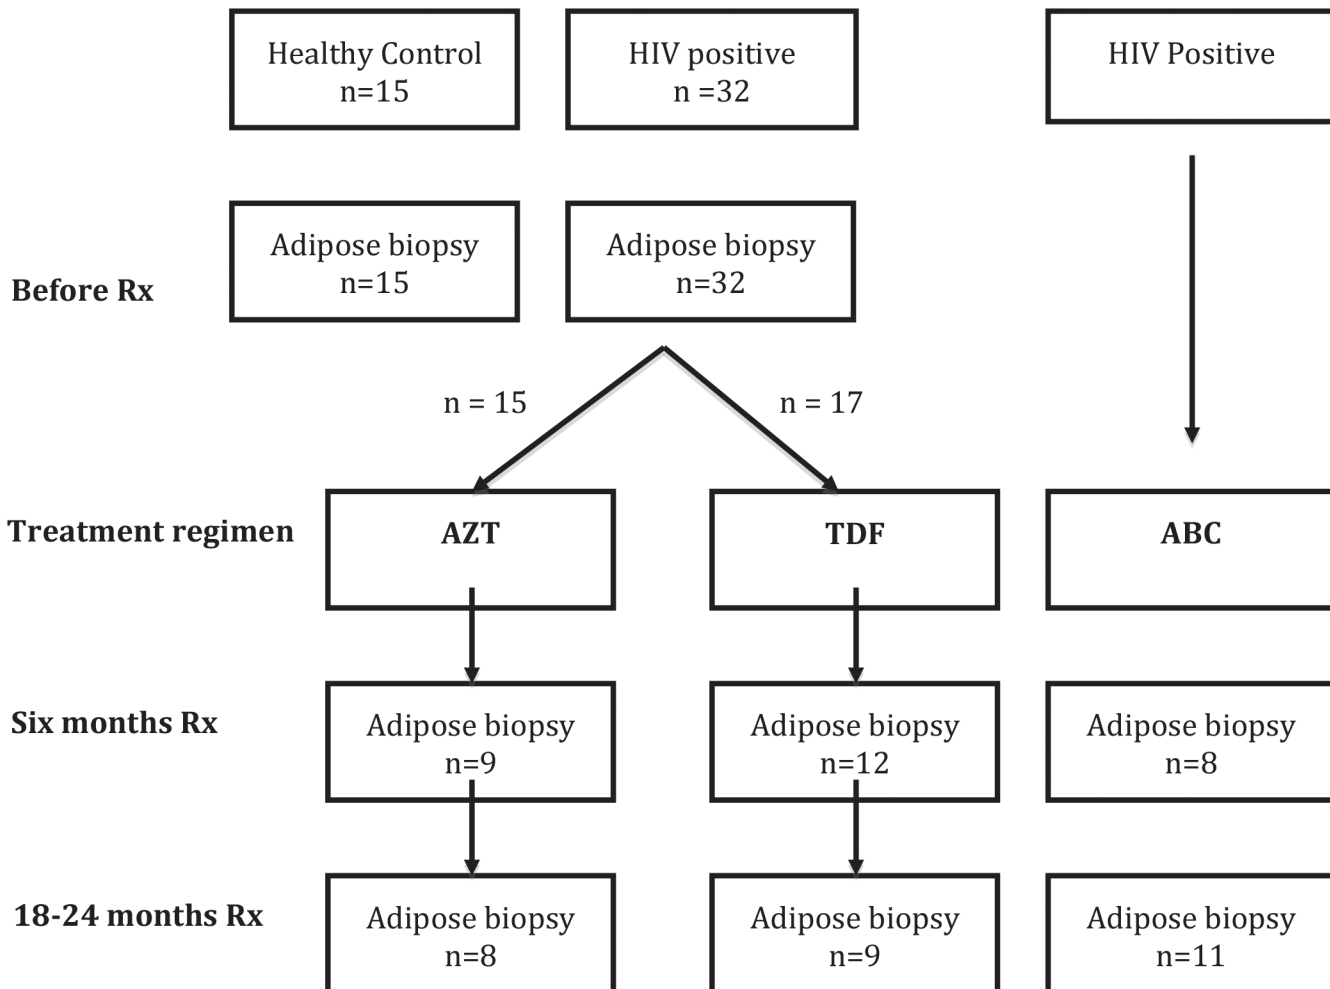 Healthy Control
n=15
HIV positive
n =32
HIV Positive
Before Rx
Adipose biopsy
n=15
Adipose biopsy
n=32
n = 15
n = 17
Treatment regimen
AZT
TDF
ABC
Six months Rx
Adipose biopsy
n=9
Adipose biopsy
n=12
Adipose biopsy
n=8
18-24 months Rx
Adipose biopsy
n=8
Adipose biopsy
n=9
Adipose biopsy
n=11